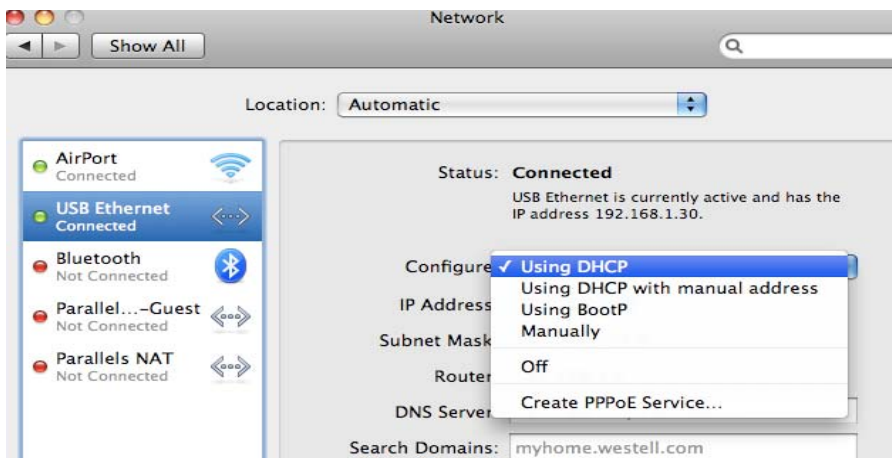 Network
Show All
Location: Automatic
AirPort
Connected
USB Ethernet
Connected
Bluetooth
Not Connected
Parallel...-Guest
Not Connected
Parallels NAT
Not Connected
Status: Connected
USB Ethernet is currently active and has the
IP address 192.168.1.30.
Configure ✓ Using DHCP
Using DHCP with manual address
Using BootP
Manually
Off
Create PPPoE Service...
IP Address
Subnet Mask
Router
DNS Server
Search Domains: myhome.westell.com